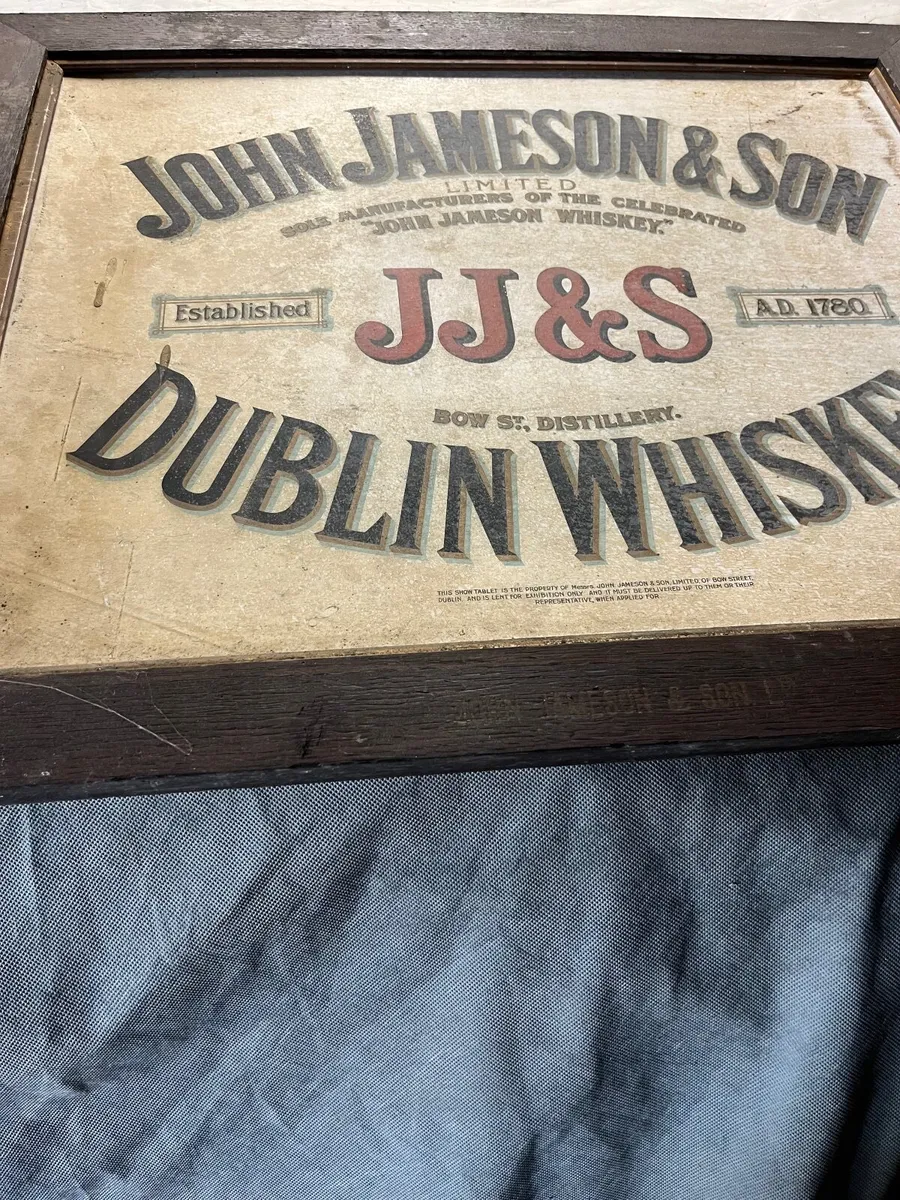 JOHN JAMESON & SON
LIMITED
SOLE MANUFACTURERS OF THE CELEBRATED
"JOHN JAMESON WHISKEY."
Established
JJ&S
A.D. 1780.
BOW ST., DISTILLERY.
DUBLIN WHISKE
THIS SHOW TABLET IS THE PROPERTY OF Messrs. JOHN JAMESON & SON, LIMITED. OF BOW STREET,
DUBLIN. AND IS LENT FOR EXHIBITION ONLY AND IT MUST BE DELIVERED UP TO THEM OR THEIR
REPRESENTATIVE, WHEN APPLIED FOR
JOHN JAMESON & SON. LTD